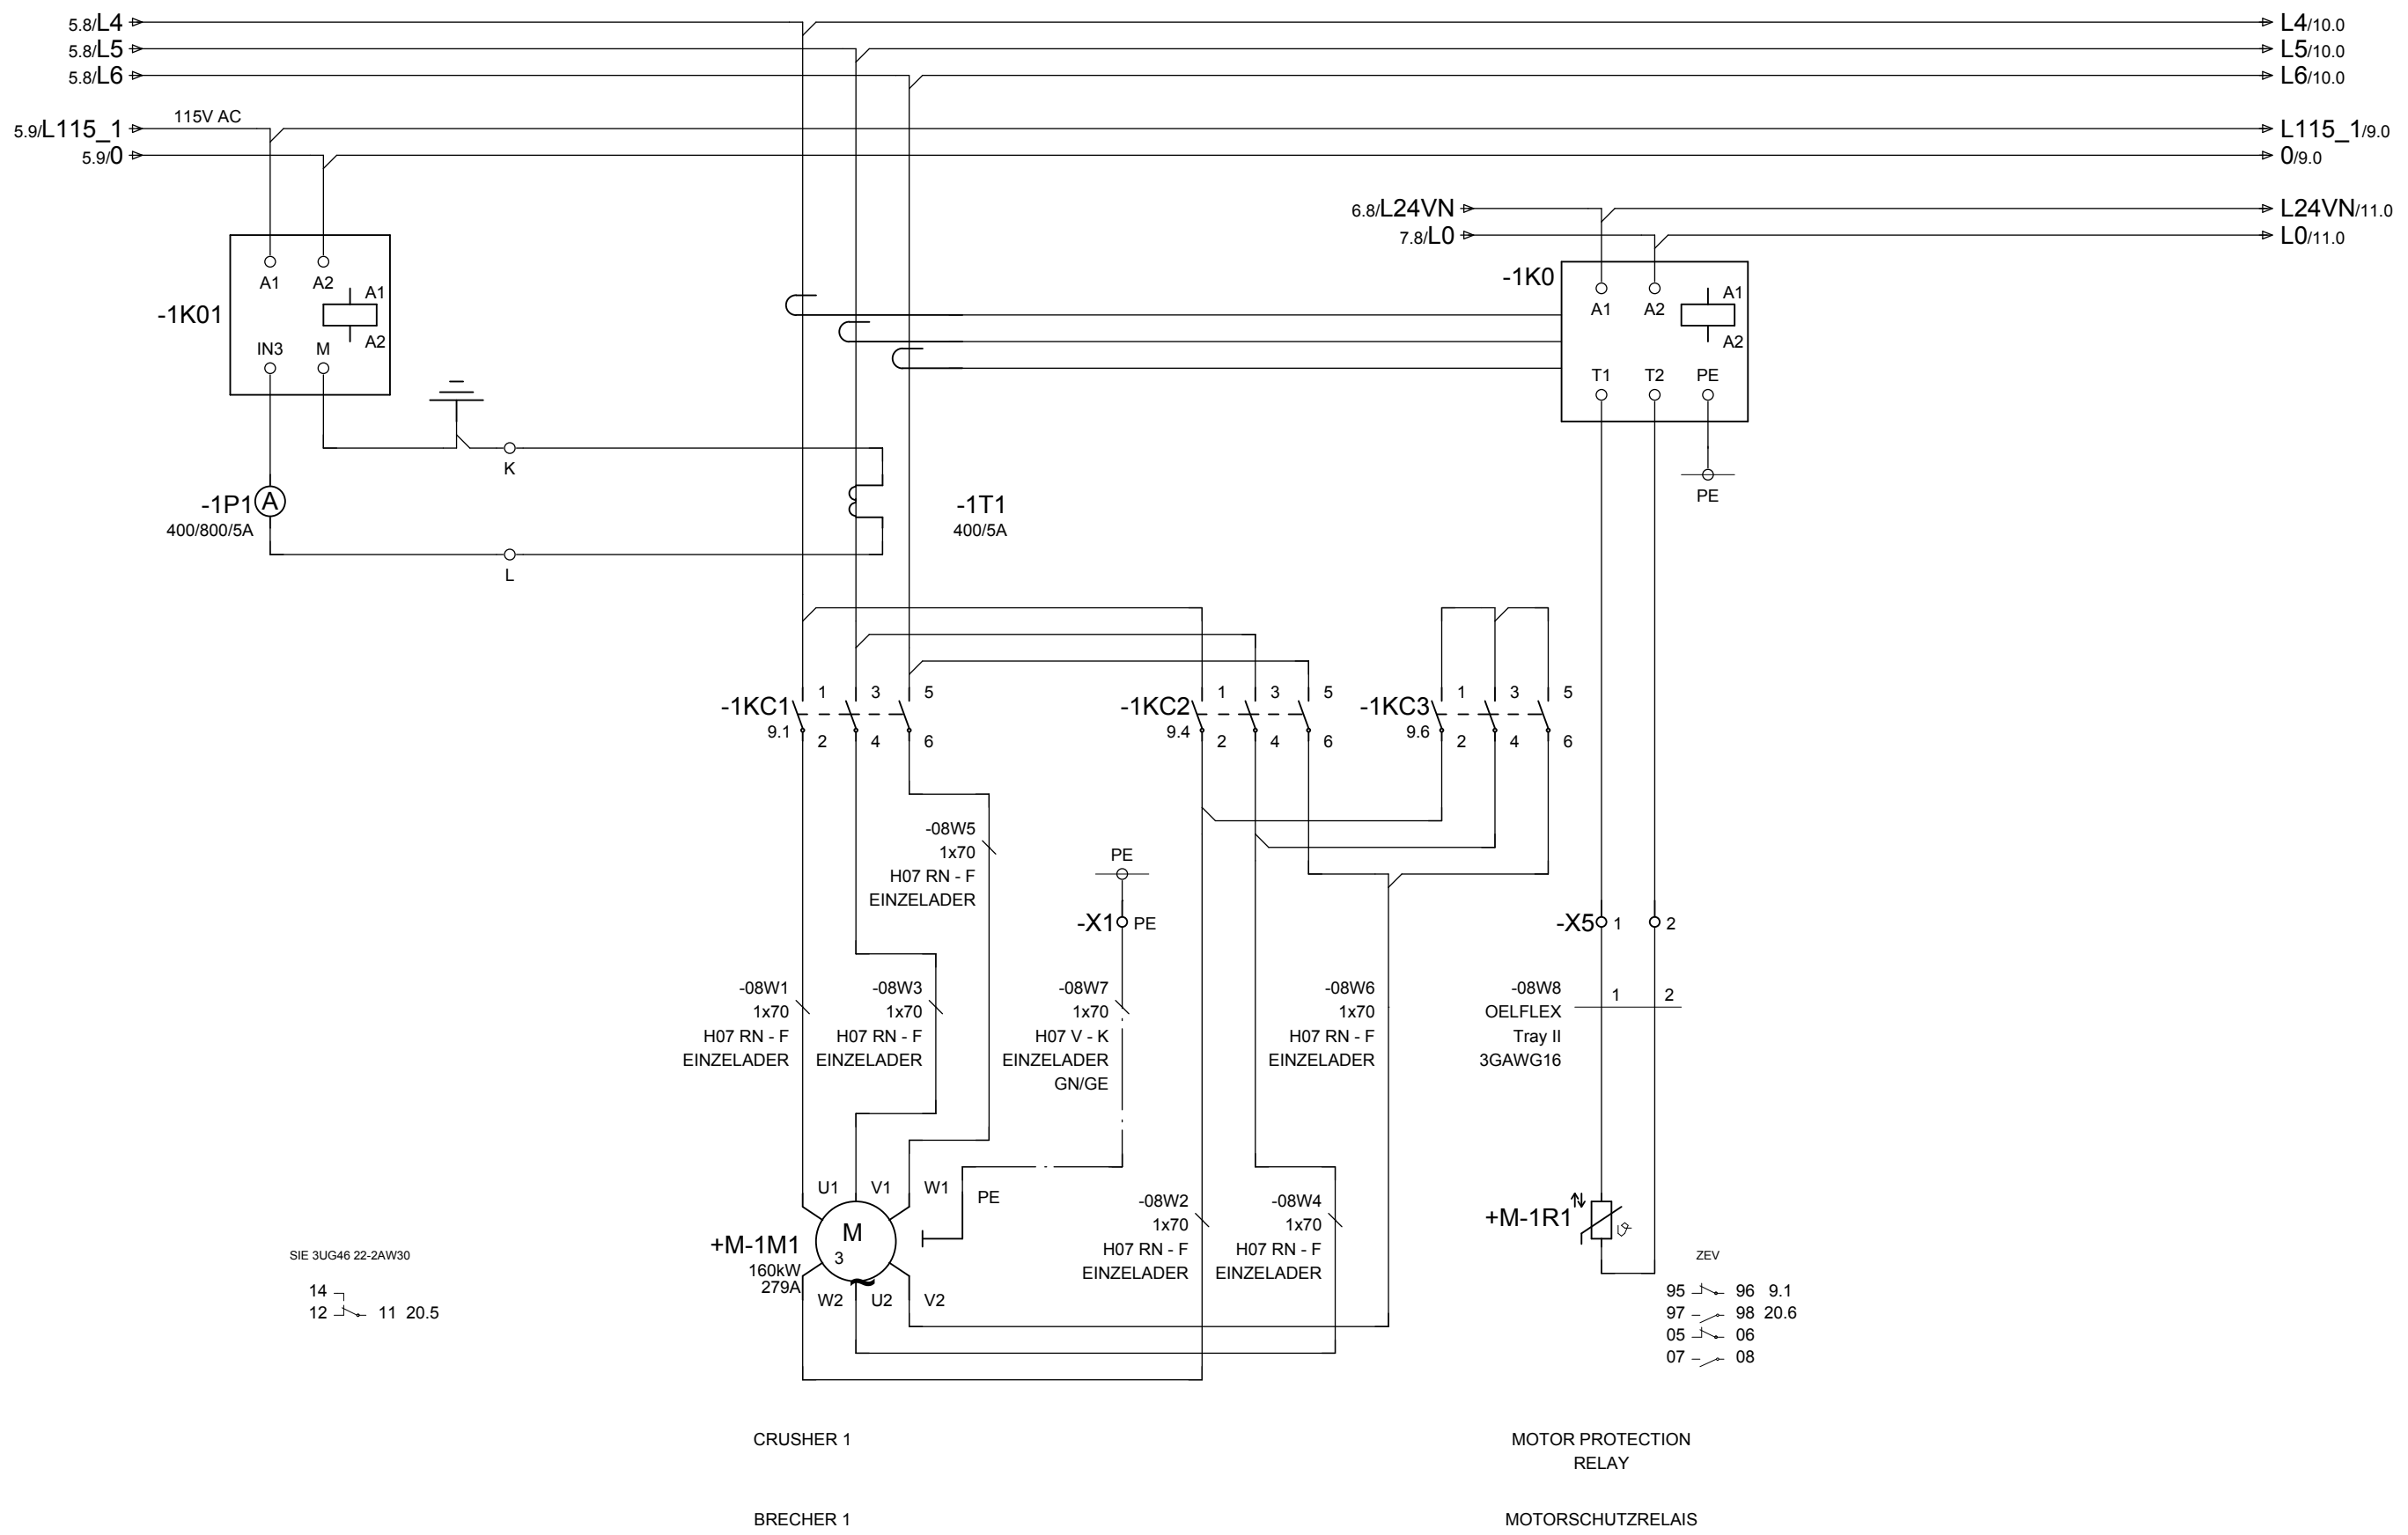 5.8/L4
L4/10.0
5.8/L5
L5/10.0
5.8/L6
L6/10.0
115V AC
5.9/L115_1
L115_1/9.0
5.9/0
0/9.0
6.8/L24VN
L24VN/11.0
7.8/L0
L0/11.0
-1K01
A1 A2
A1
A2
IN3 M
-1K0
A1 A2
A1
A2
T1 T2 PE
PE
K
-1P1
A
400/800/5A
L
-1T1
400/5A
-1KC1
9.1
1 3 5
2 4 6
-1KC2
9.4
1 3 5
2 4 6
-1KC3
9.6
1 3 5
2 4 6
-08W5
1x70
H07 RN - F
EINZELADER
PE
-X1 PE
-X5 1 2
-08W1
1x70
H07 RN - F
EINZELADER
-08W3
1x70
H07 RN - F
EINZELADER
-08W7
1x70
H07 V - K
EINZELADER
GN/GE
-08W6
1x70
H07 RN - F
EINZELADER
-08W8
OELFLEX
Tray II
3GAWG16
1 2
U1 V1 W1
PE
+M-1M1
160kW
279A
M
3
~
W2 U2 V2
-08W2
1x70
H07 RN - F
EINZELADER
-08W4
1x70
H07 RN - F
EINZELADER
+M-1R1
ϑ
SIE 3UG46 22-2AW30
14
12 11 20.5
ZEV
95 96 9.1
97 98 20.6
05 06
07 08
CRUSHER 1
MOTOR PROTECTION
RELAY
BRECHER 1
MOTORSCHUTZRELAIS